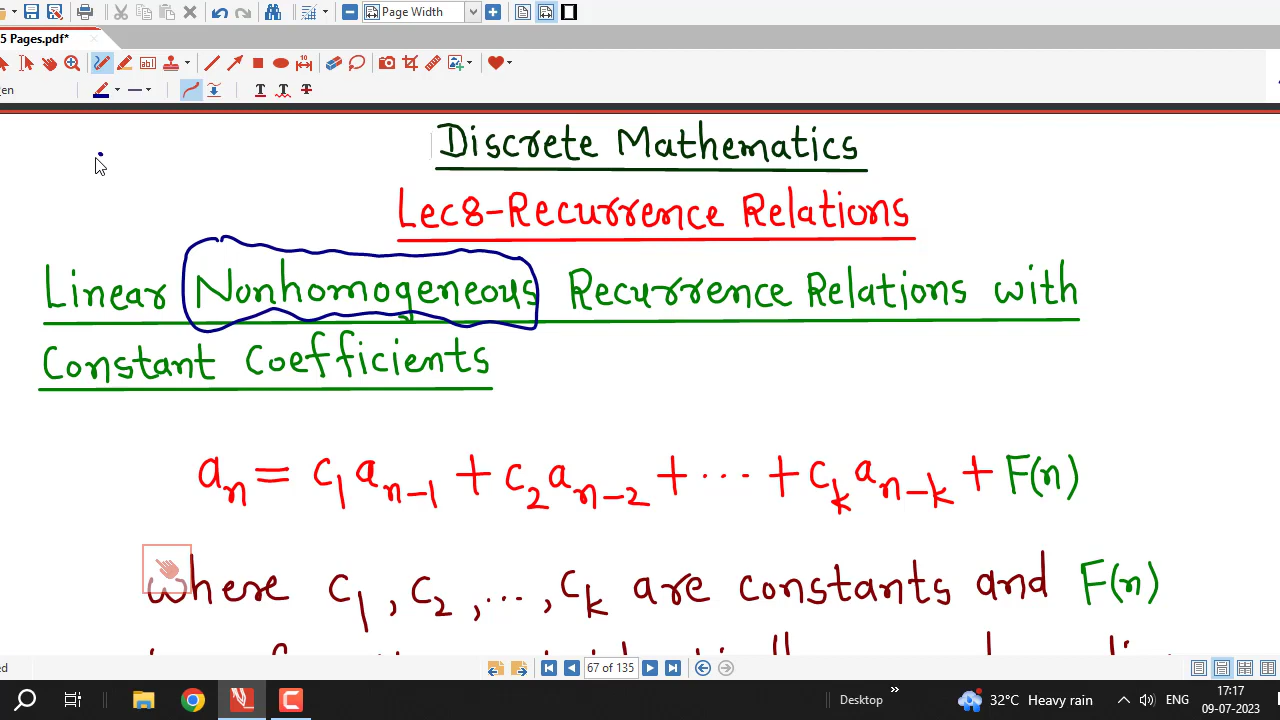 Page Width
5 Pages.pdf*
en
Discrete Mathematics
Lec8-Recurrence Relations
Linear Nonhomogeneous Recurrence Relations with
Constant Coefficients
aₙ = c₁aₙ₋₁ + c₂aₙ₋₂ + ... + cₖaₙ₋ₖ + F(n)
where c₁, c₂, ..., cₖ are constants and F(n)
ed
67 of 135
Desktop
»
32°C Heavy rain
ENG
17:17
09-07-2023